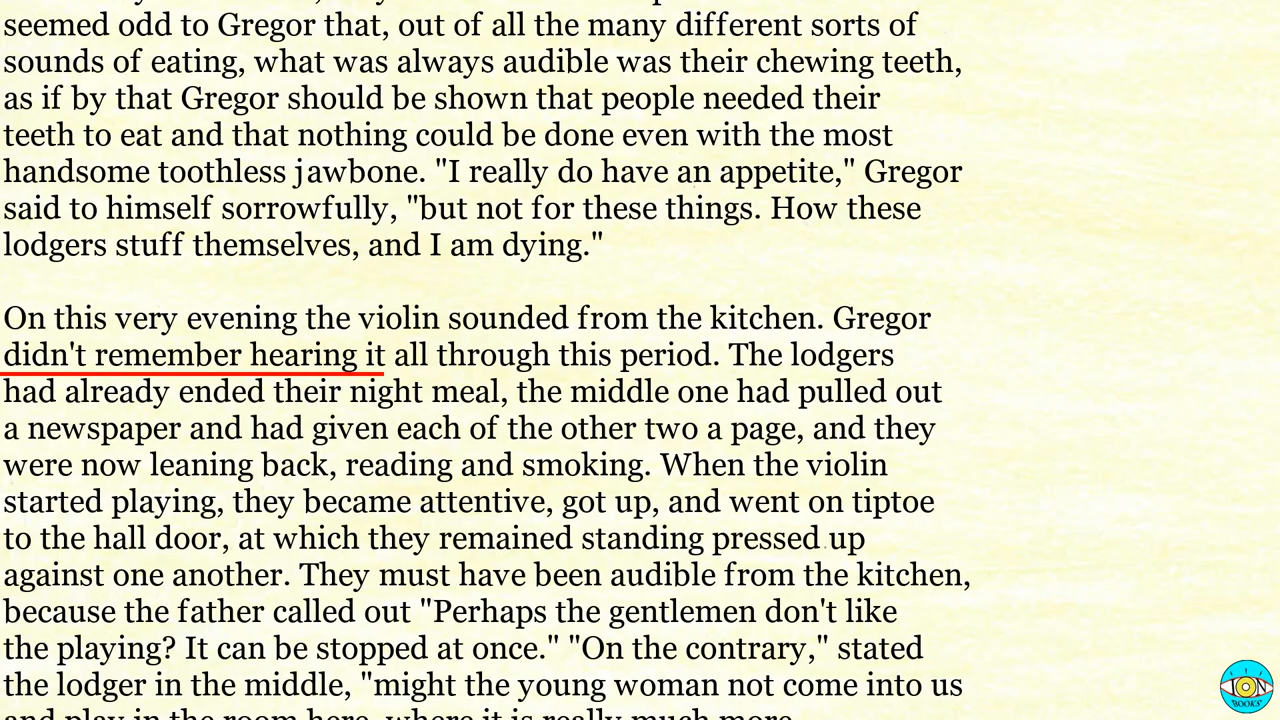 seemed odd to Gregor that, out of all the many different sorts of
sounds of eating, what was always audible was their chewing teeth,
as if by that Gregor should be shown that people needed their
teeth to eat and that nothing could be done even with the most
handsome toothless jawbone. "I really do have an appetite," Gregor
said to himself sorrowfully, "but not for these things. How these
lodgers stuff themselves, and I am dying."
On this very evening the violin sounded from the kitchen. Gregor
didn't remember hearing it all through this period. The lodgers
had already ended their night meal, the middle one had pulled out
a newspaper and had given each of the other two a page, and they
were now leaning back, reading and smoking. When the violin
started playing, they became attentive, got up, and went on tiptoe
to the hall door, at which they remained standing pressed up
against one another. They must have been audible from the kitchen,
because the father called out "Perhaps the gentlemen don't like
the playing? It can be stopped at once." "On the contrary," stated
the lodger in the middle, "might the young woman not come into us
and play in the room here, where it is really much more
ION
BOOKS